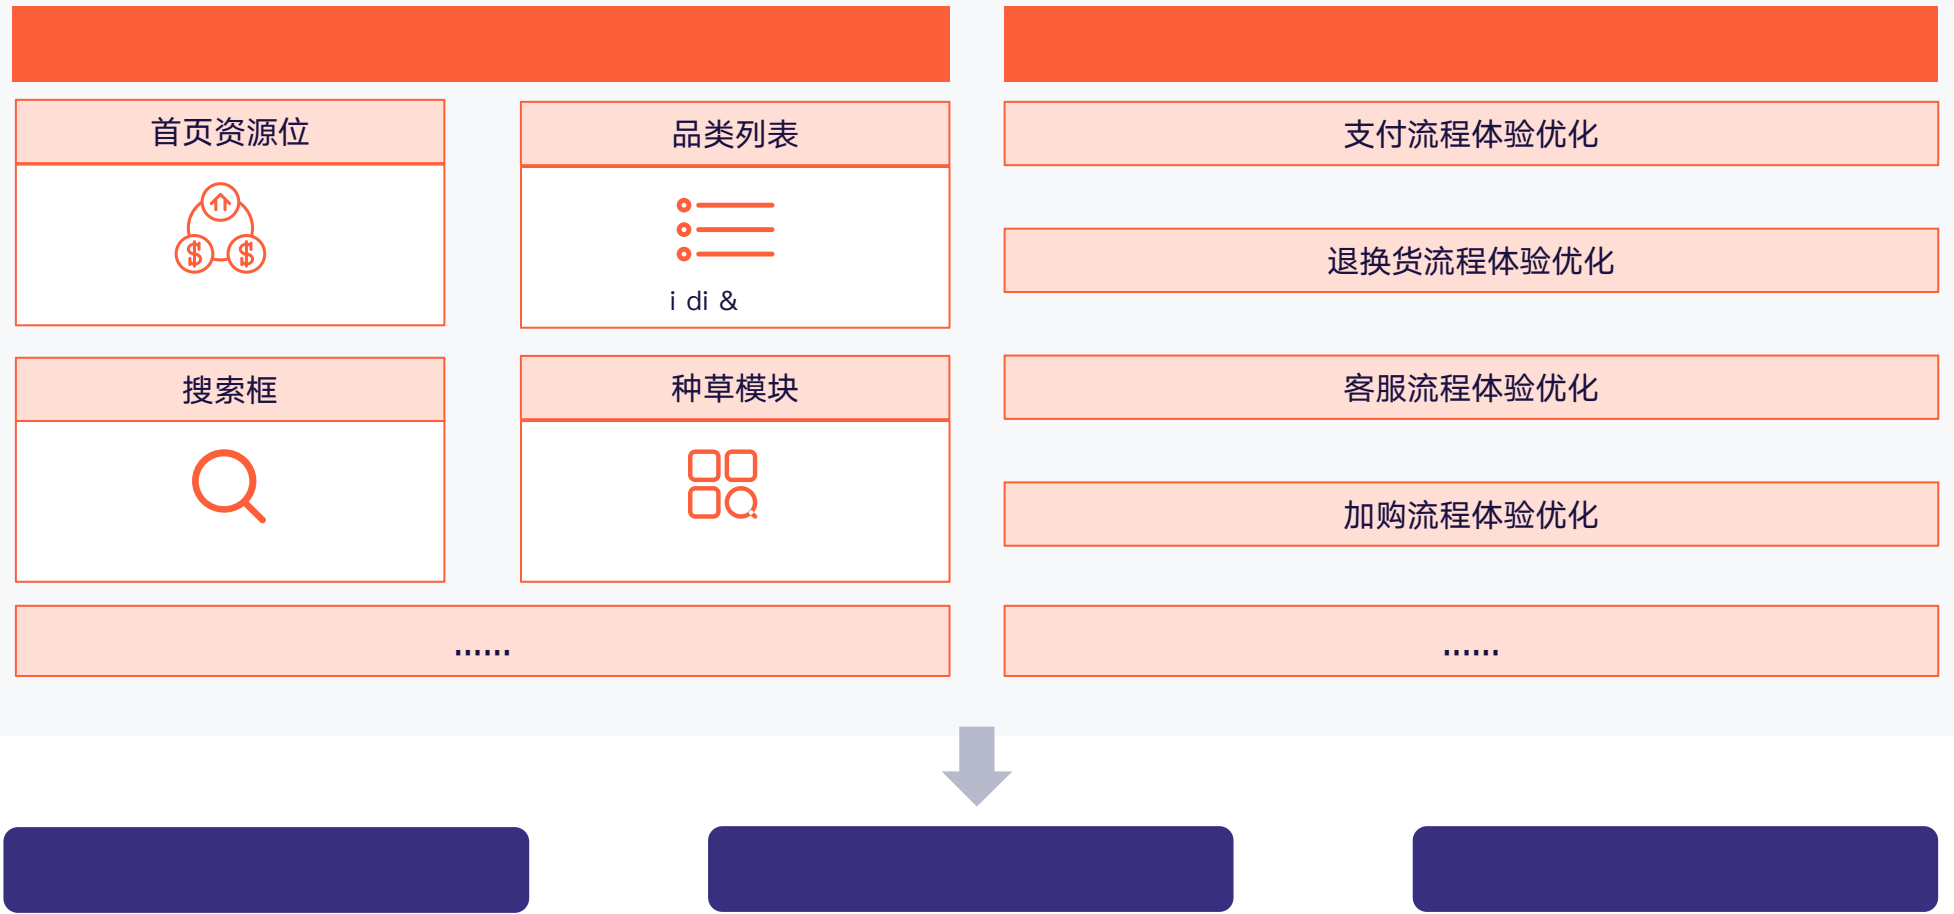 首页资源位
品类列表
i di &
搜索框
种草模块
......
支付流程体验优化
退换货流程体验优化
客服流程体验优化
加购流程体验优化
......